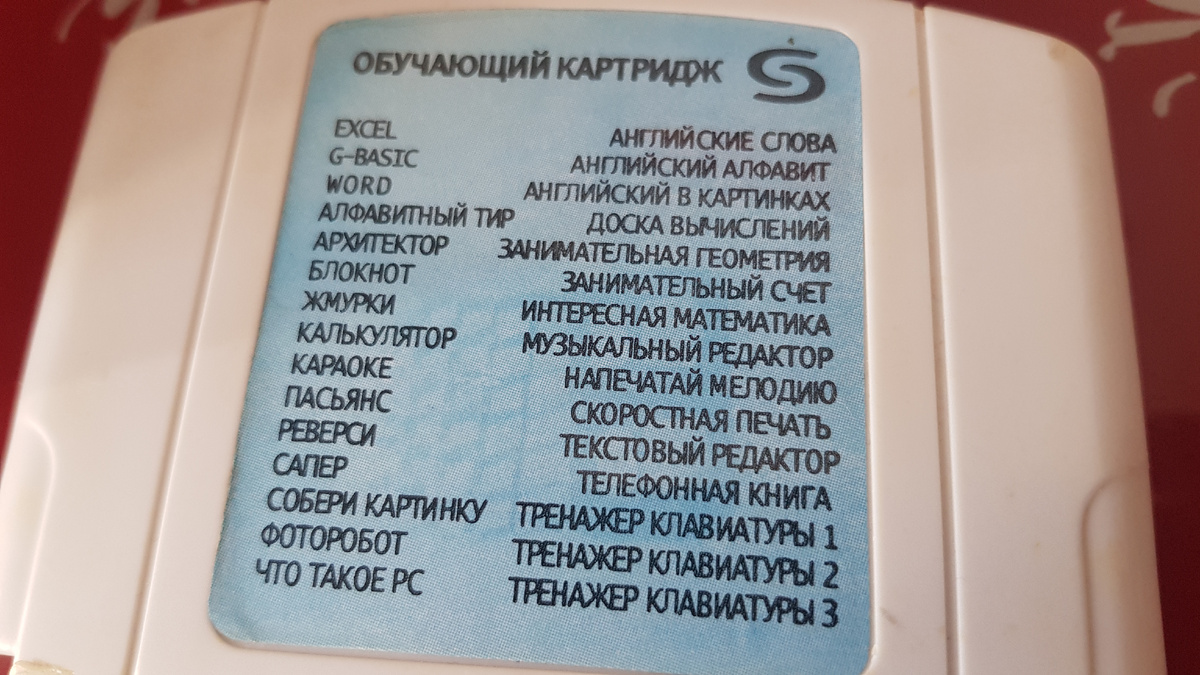 ОБУЧАЮЩИЙ КАРТРИДЖ
EXCEL
G-BASIC
WORD
АЛФАВИТНЫЙ ТИР
АРХИТЕКТОР
БЛОКНОТ
ЖМУРКИ
КАЛЬКУЛЯТОР
КАРАОКЕ
ПАСЬЯНС
РЕВЕРСИ
САПЕР
СОБЕРИ КАРТИНКУ
ФОТОРОБОТ
ЧТО ТАКОЕ PC
АНГЛИЙСКИЕ СЛОВА
АНГЛИЙСКИЙ АЛФАВИТ
АНГЛИЙСКИЙ В КАРТИНКАХ
ДОСКА ВЫЧИСЛЕНИЙ
ЗАНИМАТЕЛЬНАЯ ГЕОМЕТРИЯ
ЗАНИМАТЕЛЬНЫЙ СЧЕТ
ИНТЕРЕСНАЯ МАТЕМАТИКА
МУЗЫКАЛЬНЫЙ РЕДАКТОР
НАПЕЧАТАЙ МЕЛОДИЮ
СКОРОСТНАЯ ПЕЧАТЬ
ТЕКСТОВЫЙ РЕДАКТОР
ТЕЛЕФОННАЯ КНИГА
ТРЕНАЖЕР КЛАВИАТУРЫ 1
ТРЕНАЖЕР КЛАВИАТУРЫ 2
ТРЕНАЖЕР КЛАВИАТУРЫ 3